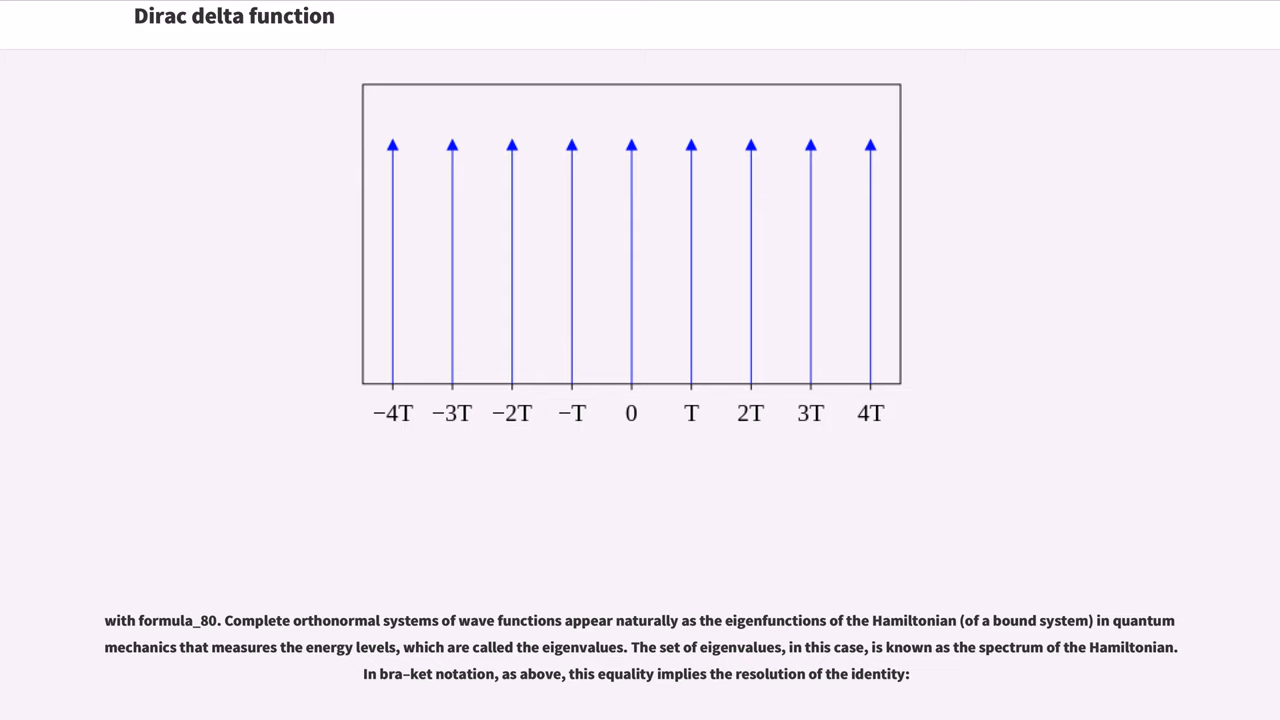 Dirac delta function
−4T −3T −2T −T 0 T 2T 3T 4T
with formula_80. Complete orthonormal systems of wave functions appear naturally as the eigenfunctions of the Hamiltonian (of a bound system) in quantum
mechanics that measures the energy levels, which are called the eigenvalues. The set of eigenvalues, in this case, is known as the spectrum of the Hamiltonian.
In bra–ket notation, as above, this equality implies the resolution of the identity: